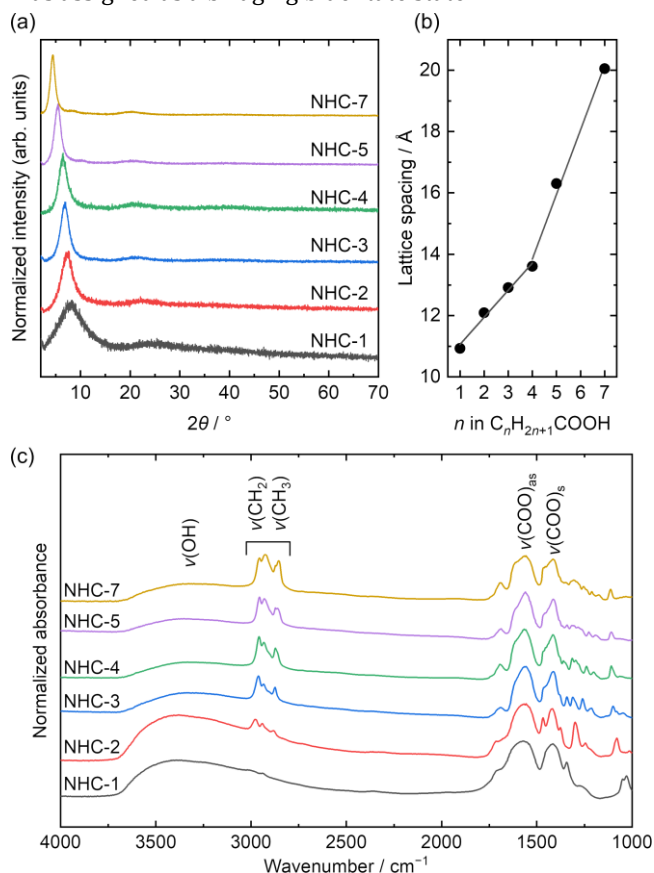 (a)
Normalized intensity (arb. units)
NHC-7
NHC-5
NHC-4
NHC-3
NHC-2
NHC-1
10 20 30 40 50 60 70
2θ / °
(b)
Lattice spacing / Å
20
18
16
14
12
10
1 2 3 4 5 6 7
n in CₙH₂ₙ₊₁COOH
(c)
Normalized absorbance
ν(OH)
ν(CH₂)
ν(CH₃)
ν(COO)ₐₛ
ν(COO)ₛ
NHC-7
NHC-5
NHC-4
NHC-3
NHC-2
NHC-1
4000 3500 3000 2500 2000 1500 1000
Wavenumber / cm⁻¹